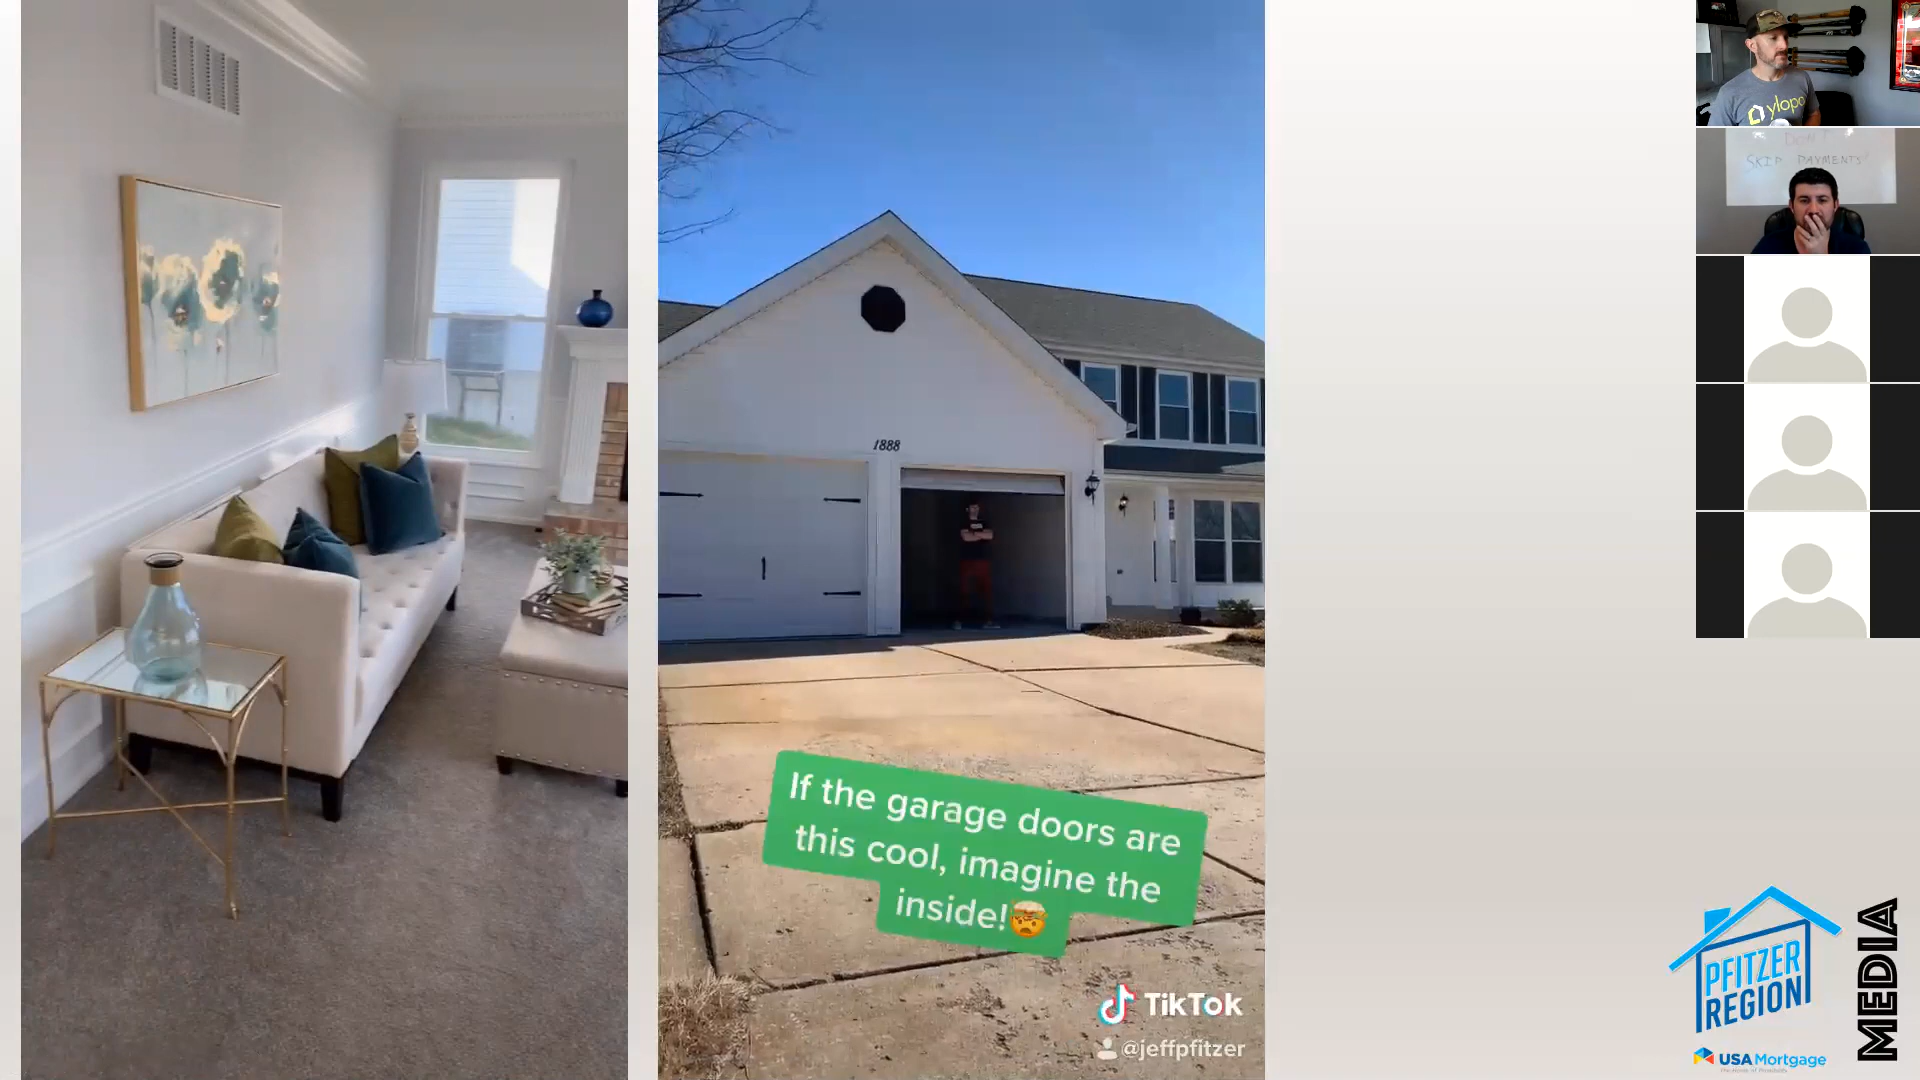 ylopo
SKIP PAYMENTS
1888
If the garage doors are
this cool, imagine the
inside!🤯
TikTok
@jeffpfitzer
PFITZER
REGION
MEDIA
USA Mortgage